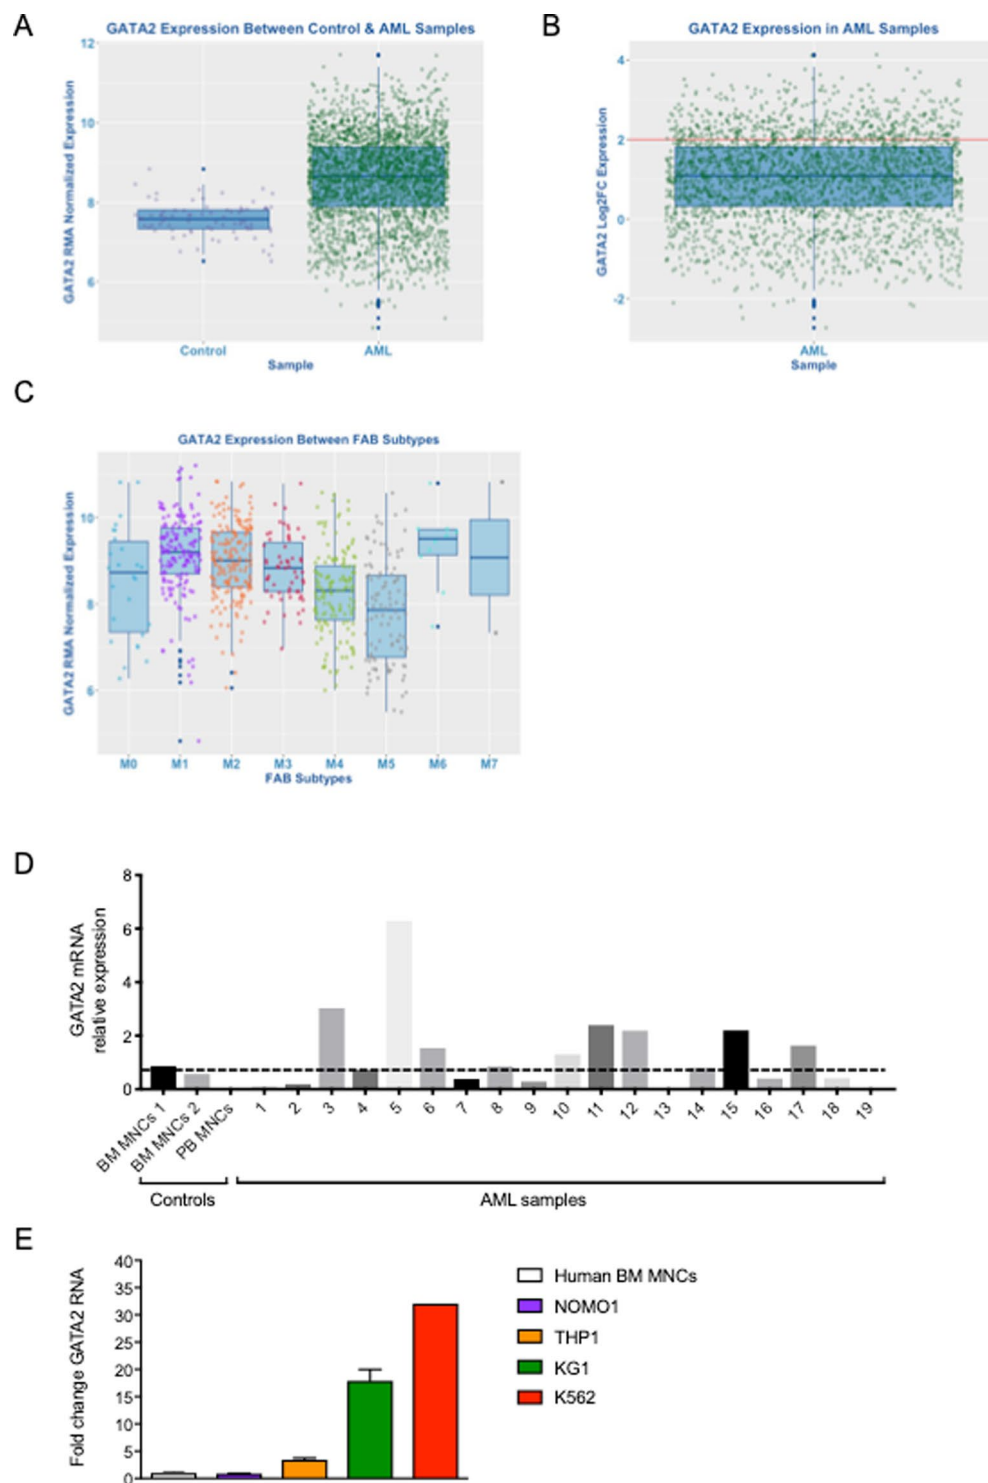 A
GATA2 Expression Between Control & AML Samples
GATA2 RMA Normalized Expression
12
10
8
6
Control
AML
Sample
B
GATA2 Expression in AML Samples
GATA2 Log2FC Expression
4
2
0
-2
AML
Sample
C
GATA2 Expression Between FAB Subtypes
GATA2 RMA Normalized Expression
10
8
6
M0 M1 M2 M3 M4 M5 M6 M7
FAB Subtypes
D
GATA2 mRNA
relative expression
8
6
4
2
0
BM MNCs 1
BM MNCs 2
PB MNCs
1 2 3 4 5 6 7 8 9 10 11 12 13 14 15 16 17 18 19
Controls
AML samples
E
Fold change GATA2 RNA
40
35
30
25
20
15
10
5
0
Human BM MNCs
NOMO1
THP1
KG1
K562